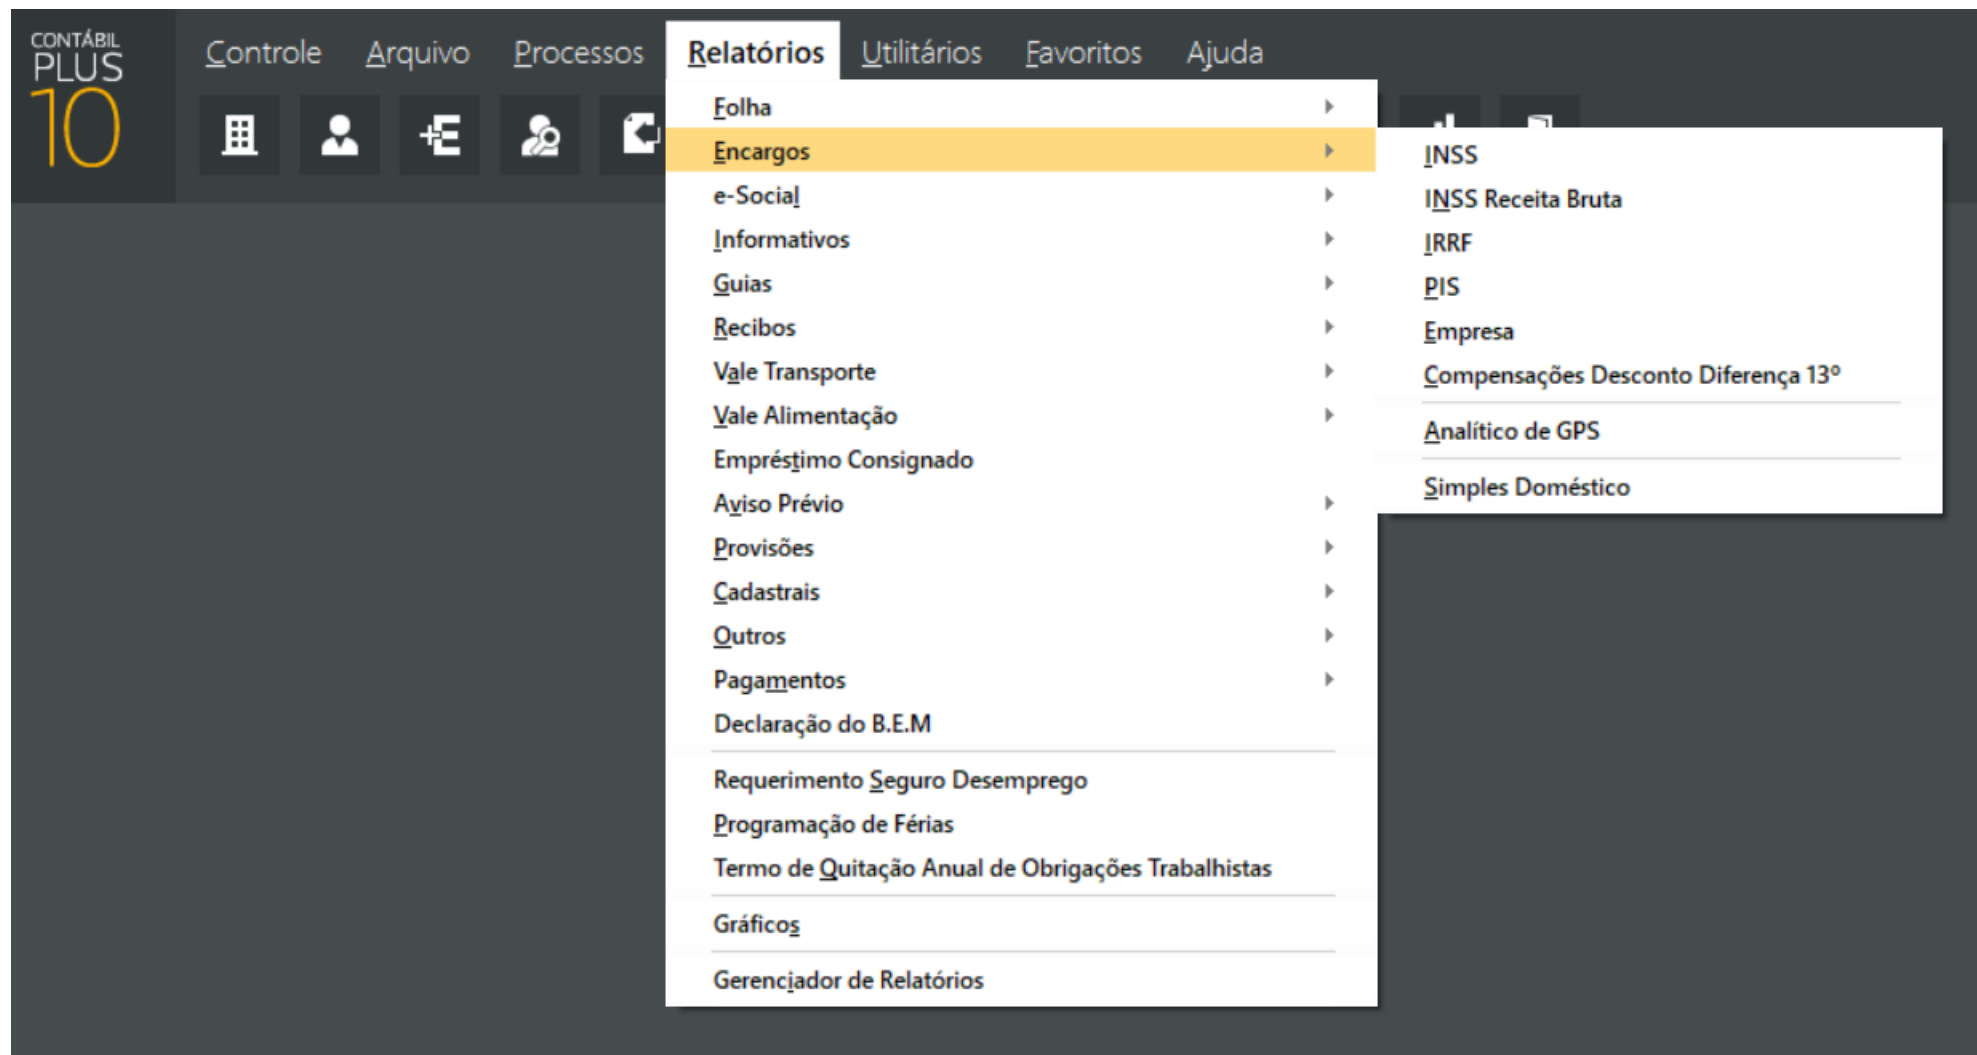 CONTÁBIL
PLUS
10
Controle Arquivo Processos Relatórios Utilitários Favoritos Ajuda
Folha
Encargos
e-Social
Informativos
Guias
Recibos
Vale Transporte
Vale Alimentação
Empréstimo Consignado
Aviso Prévio
Provisões
Cadastrais
Outros
Pagamentos
Declaração do B.E.M
Requerimento Seguro Desemprego
Programação de Férias
Termo de Quitação Anual de Obrigações Trabalhistas
Gráficos
Gerenciador de Relatórios
INSS
INSS Receita Bruta
IRRF
PIS
Empresa
Compensações Desconto Diferença 13º
Analítico de GPS
Simples Doméstico